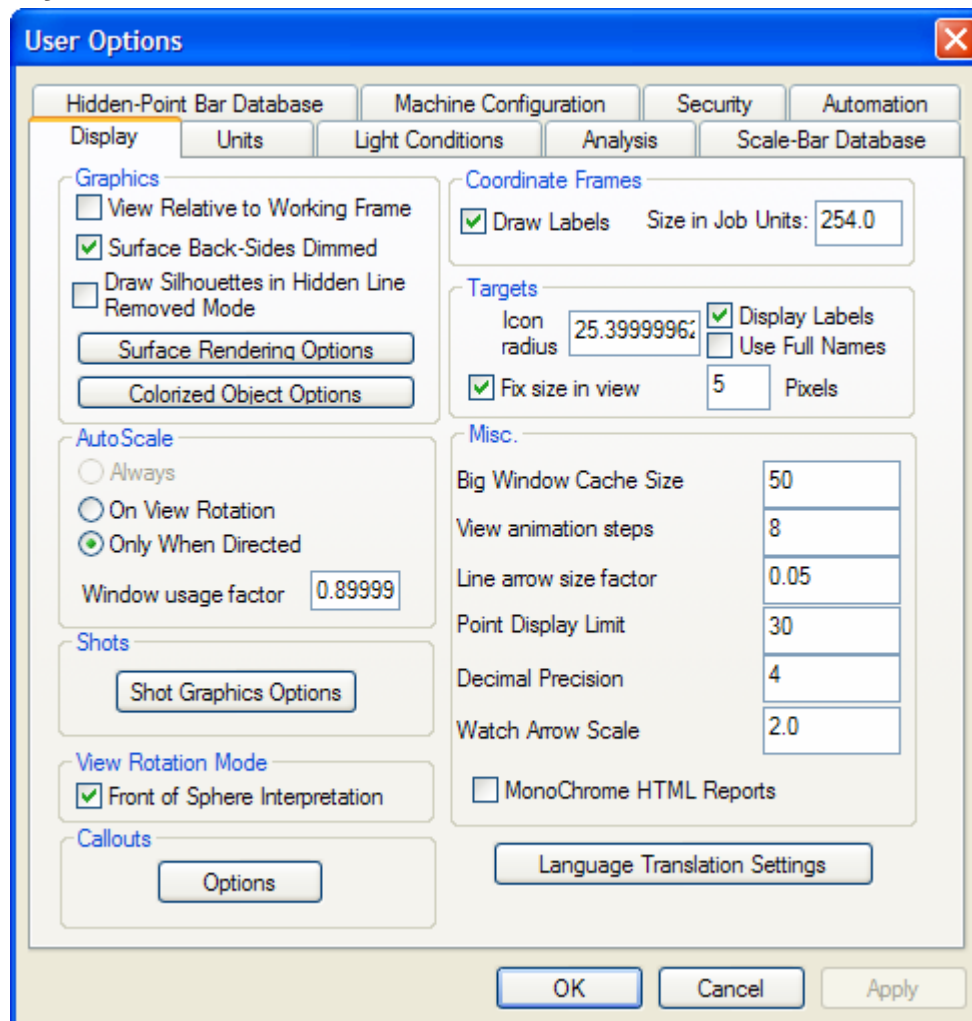 User Options
Hidden-Point Bar Database
Machine Configuration
Security
Automation
Display
Units
Light Conditions
Analysis
Scale-Bar Database
Graphics
View Relative to Working Frame
Surface Back-Sides Dimmed
Draw Silhouettes in Hidden Line
Removed Mode
Surface Rendering Options
Colorized Object Options
AutoScale
Always
On View Rotation
Only When Directed
Window usage factor 0.89999
Shots
Shot Graphics Options
View Rotation Mode
Front of Sphere Interpretation
Callouts
Options
Coordinate Frames
Draw Labels Size in Job Units: 254.0
Targets
Icon
radius
25.39999962
Display Labels
Use Full Names
Fix size in view 5 Pixels
Misc.
Big Window Cache Size 50
View animation steps 8
Line arrow size factor 0.05
Point Display Limit 30
Decimal Precision 4
Watch Arrow Scale 2.0
MonoChrome HTML Reports
Language Translation Settings
OK
Cancel
Apply